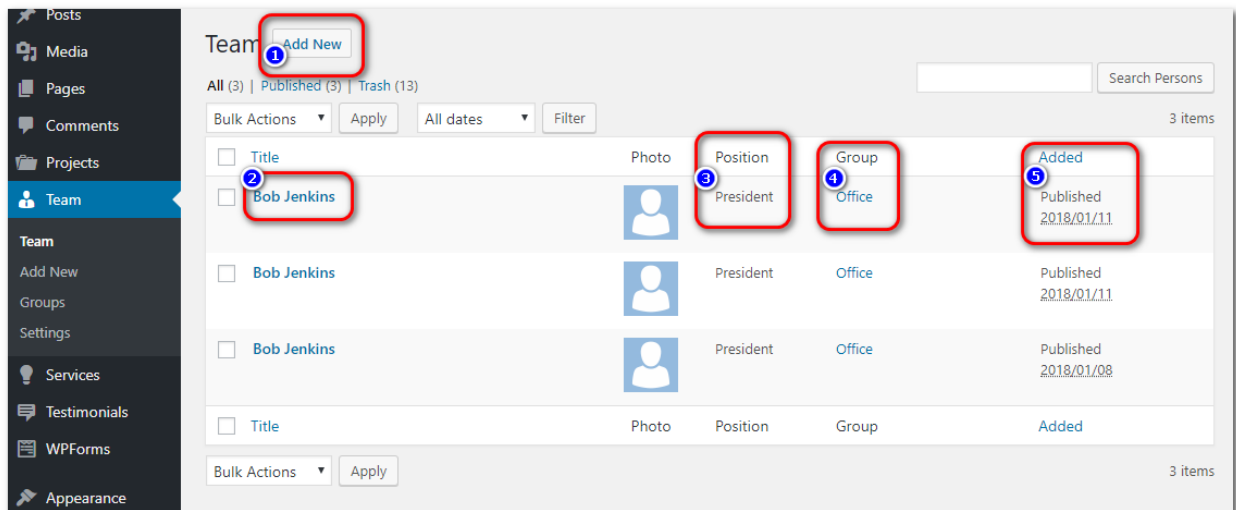 Posts
Media
Pages
Comments
Projects
Team
Team
Add New
Groups
Settings
Services
Testimonials
WPForms
Appearance
Team Add New
1
All (3) | Published (3) | Trash (13)
Search Persons
Bulk Actions Apply All dates Filter 3 items
Title Photo Position Group Added
2 3 4 5
Bob Jenkins President Office Published
2018/01/11
Bob Jenkins President Office Published
2018/01/11
Bob Jenkins President Office Published
2018/01/08
Title Photo Position Group Added
Bulk Actions Apply 3 items